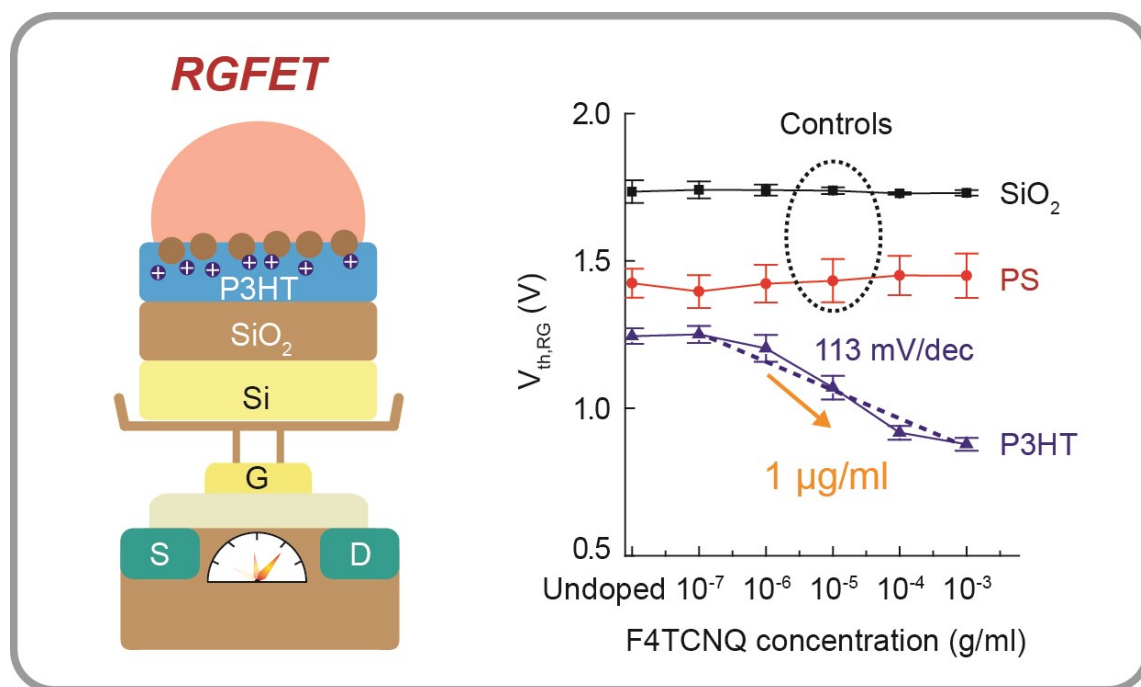 RGFET
P3HT
SiO₂
Si
G
S
D
2.0
1.5
1.0
0.5
V_th,RG (V)
Controls
SiO₂
PS
113 mV/dec
P3HT
1 µg/ml
Undoped 10⁻⁷ 10⁻⁶ 10⁻⁵ 10⁻⁴ 10⁻³
F4TCNQ concentration (g/ml)